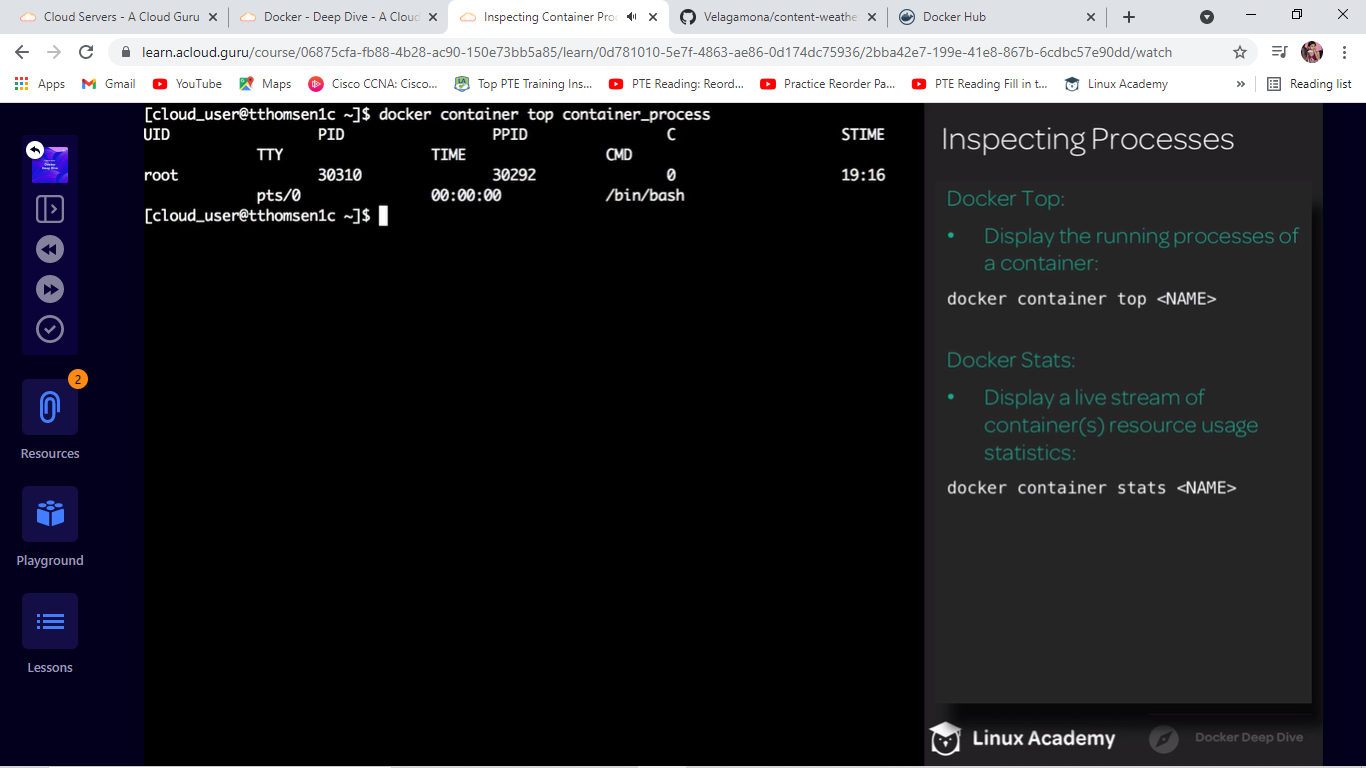 Cloud Servers - A Cloud Guru
Docker - Deep Dive - A Cloud
Inspecting Container Pro
Velagamona/content-weathe
Docker Hub
learn.acloud.guru/course/06875cfa-fb88-4b28-ac90-150e73bb5a85/learn/0d781010-5e7f-4863-ae86-0d174dc75936/2bba42e7-199e-41e8-867b-6cdbc57e90dd/watch
Apps Gmail YouTube Maps Cisco CCNA: Cisco... Top PTE Training Ins... PTE Reading: Reord... Practice Reorder Pa... PTE Reading Fill in t... Linux Academy » Reading list
2
Resources
Playground
Lessons
[cloud_user@tthomsen1c ~]$ docker container top container_process
UID PID PPID C STIME
TTY TIME CMD
root 30310 30292 0 19:16
pts/0 00:00:00 /bin/bash
[cloud_user@tthomsen1c ~]$
Inspecting Processes
Docker Top:
• Display the running processes of
a container:
docker container top <NAME>
Docker Stats:
• Display a live stream of
container(s) resource usage
statistics:
docker container stats <NAME>
Linux Academy
Docker Deep Dive